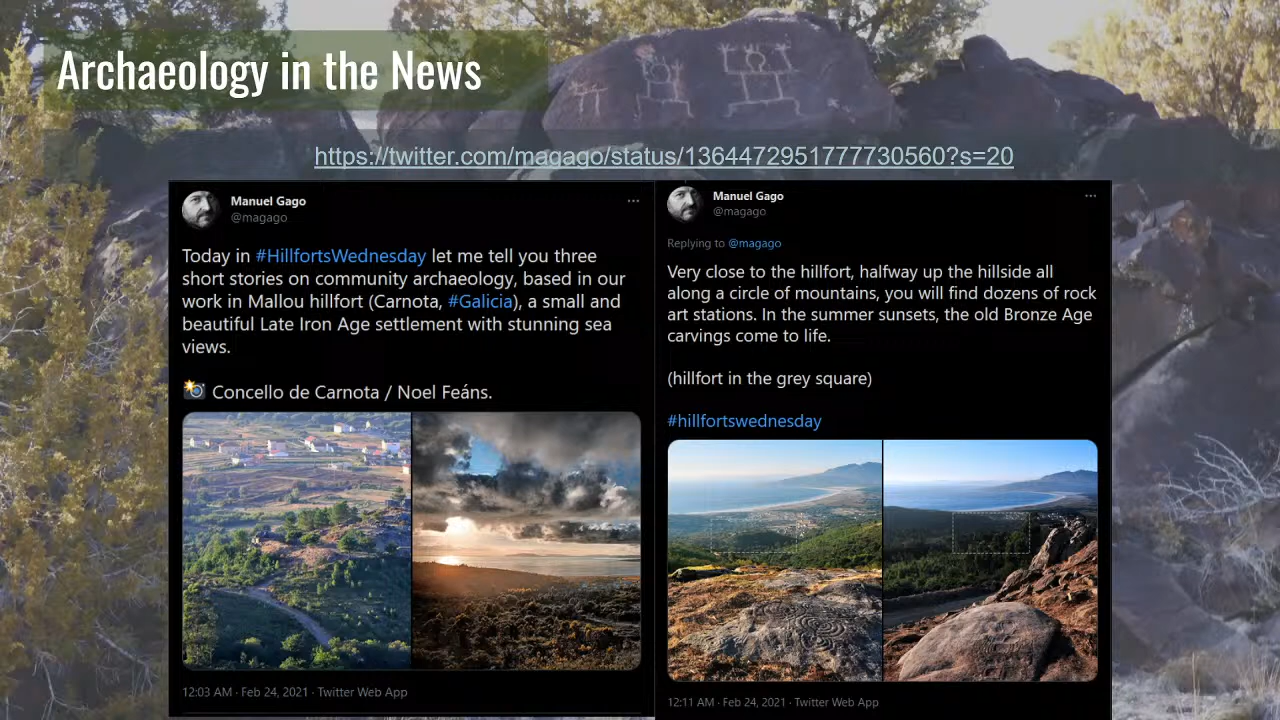 Archaeology in the News
https://twitter.com/magago/status/1364472951777730560?s=20
Manuel Gago
@magago
Today in #HillfortsWednesday let me tell you three
short stories on community archaeology, based in our
work in Mallou hillfort (Carnota, #Galicia), a small and
beautiful Late Iron Age settlement with stunning sea
views.
📸 Concello de Carnota / Noel Feáns.
12:03 AM · Feb 24, 2021 · Twitter Web App
Manuel Gago
@magago
Replying to @magago
Very close to the hillfort, halfway up the hillside all
along a circle of mountains, you will find dozens of rock
art stations. In the summer sunsets, the old Bronze Age
carvings come to life.
(hillfort in the grey square)
#hillfortswednesday
12:11 AM · Feb 24, 2021 · Twitter Web App